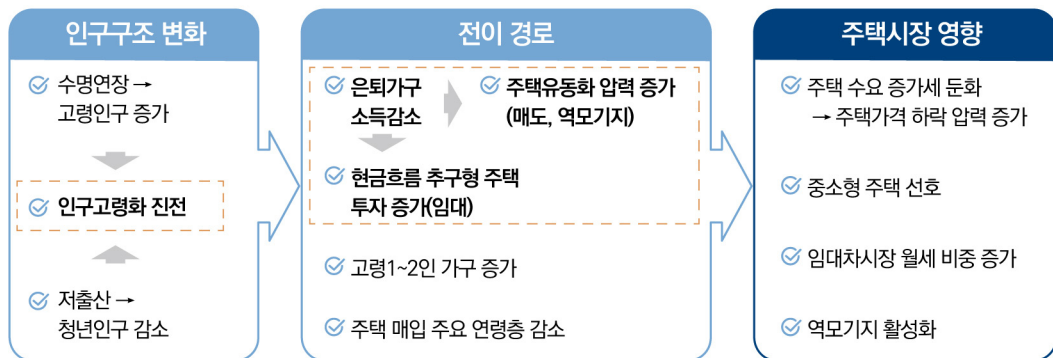 인구구조 변화
수명연장 →
고령인구 증가
인구고령화 진전
저출산 →
청년인구 감소
전이 경로
은퇴가구
소득감소
주택유동화 압력 증가
(매도, 역모기지)
현금흐름 추구형 주택
투자 증가(임대)
고령1~2인 가구 증가
주택 매입 주요 연령층 감소
주택시장 영향
주택 수요 증가세 둔화
→ 주택가격 하락 압력 증가
중소형 주택 선호
임대차시장 월세 비중 증가
역모기지 활성화